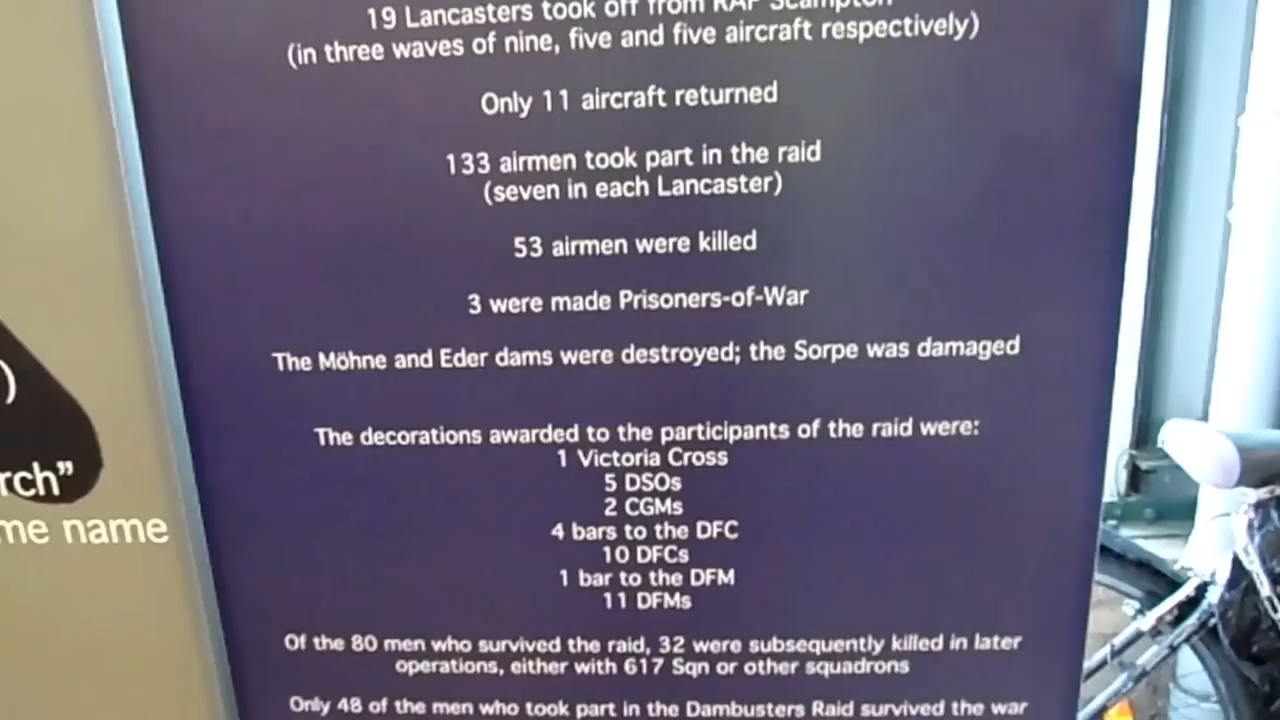 19 Lancasters took off from RAF Scampton
(in three waves of nine, five and five aircraft respectively)
Only 11 aircraft returned
133 airmen took part in the raid
(seven in each Lancaster)
53 airmen were killed
3 were made Prisoners-of-War
The Möhne and Eder dams were destroyed; the Sorpe was damaged
The decorations awarded to the participants of the raid were:
1 Victoria Cross
5 DSOs
2 CGMs
4 bars to the DFC
10 DFCs
1 bar to the DFM
11 DFMs
Of the 80 men who survived the raid, 32 were subsequently killed in later
operations, either with 617 Sqn or other squadrons
Only 48 of the men who took part in the Dambusters Raid survived the war
)
rch”
me name